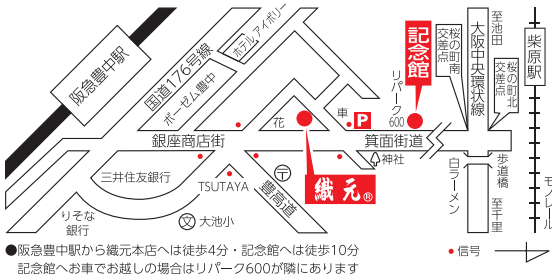 阪急豊中駅
国道176号線
ボーゼム豊中
ホテルアイボリー
記念館
リパーク
600
至池田
桜の町南
交差点
大阪中央環状線
桜の町北
交差点
柴原駅
花
車
P
銀座商店街
箕面街道
神社
三井住友銀行
TSUTAYA
〒
豊高道
織元®
白ラーメン
歩道橋
至千里
モノレール
りそな
銀行
文
大池小
●阪急豊中駅から織元本店へは徒歩4分・記念館へは徒歩10分
記念館へお車でお越しの場合はリパーク600が隣にあります
●信号